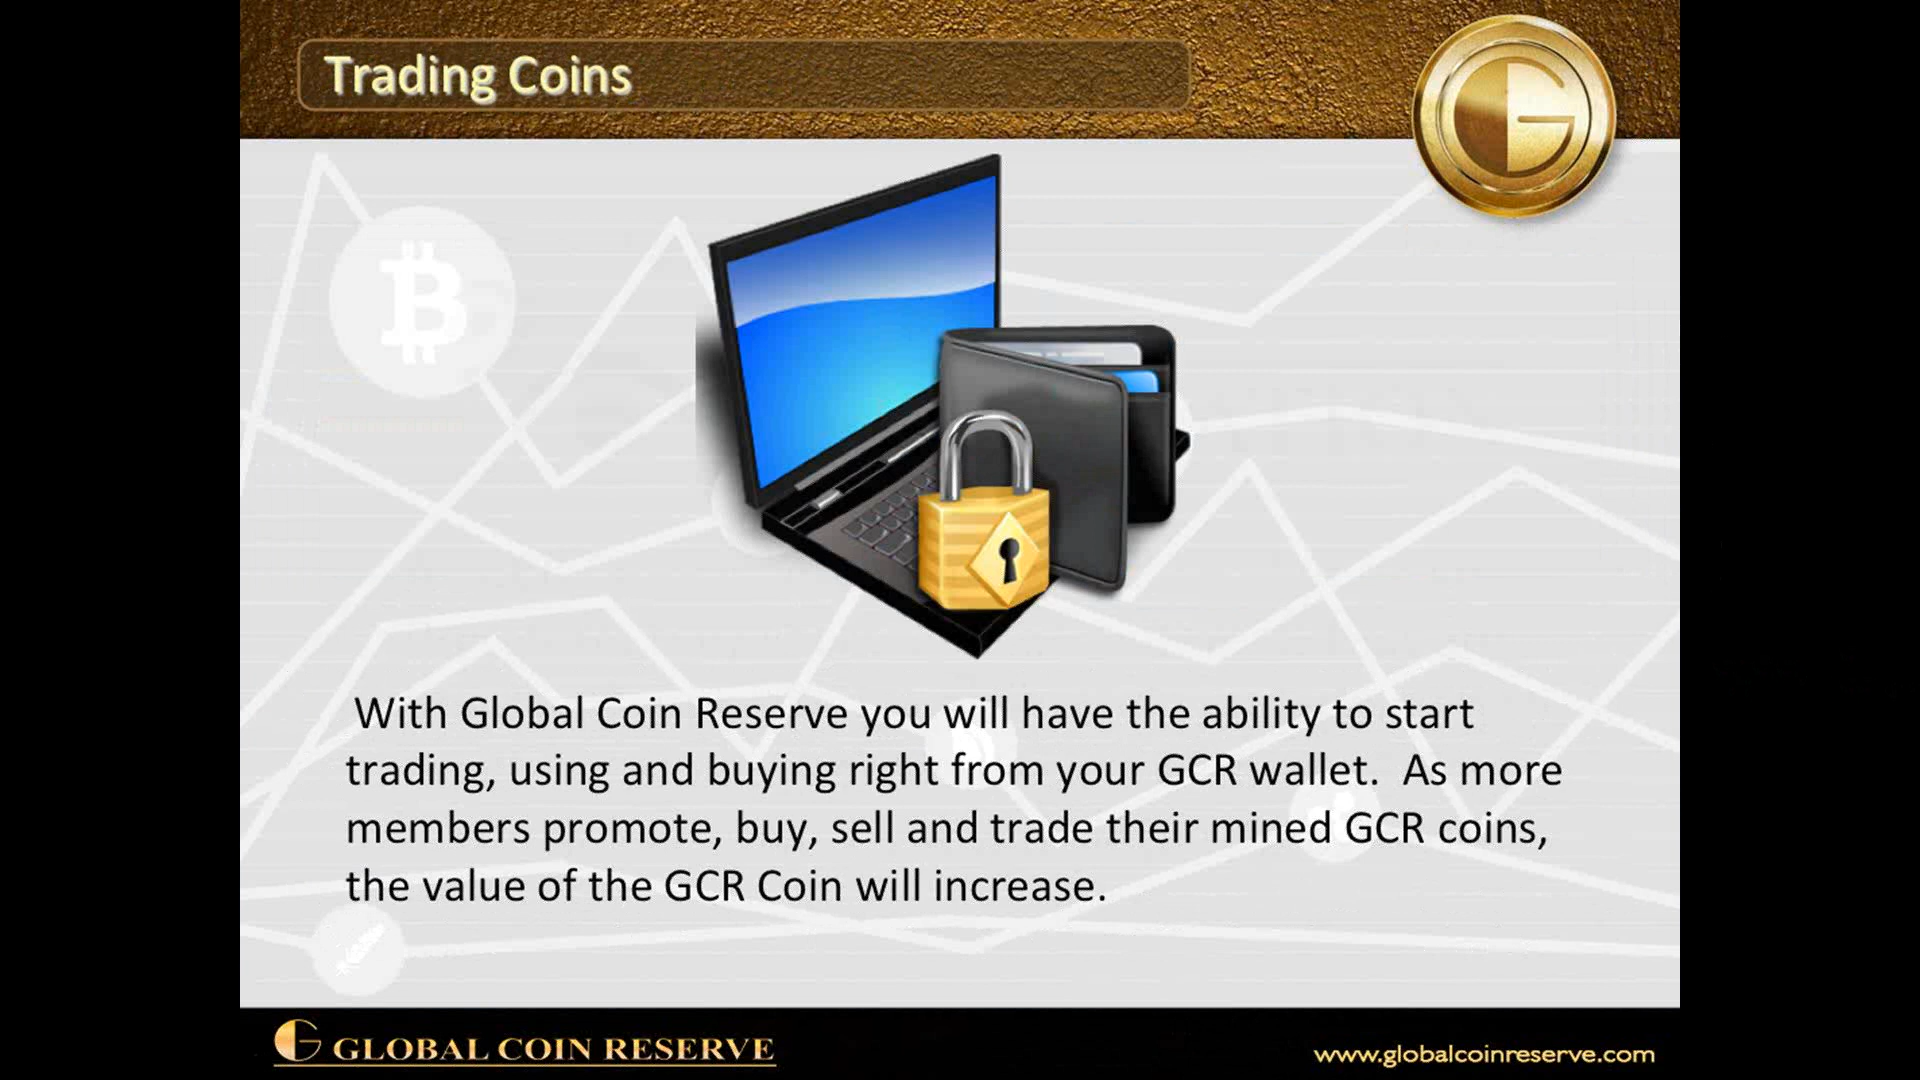 Trading Coins
With Global Coin Reserve you will have the ability to start
trading, using and buying right from your GCR wallet.  As more
members promote, buy, sell and trade their mined GCR coins,
the value of the GCR Coin will increase.
GLOBAL COIN RESERVE
www.globalcoinreserve.com